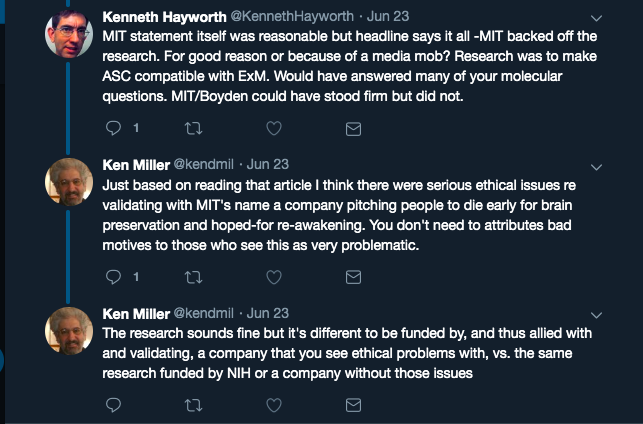 Kenneth Hayworth @KennethHayworth · Jun 23
MIT statement itself was reasonable but headline says it all -MIT backed off the
research. For good reason or because of a media mob? Research was to make
ASC compatible with ExM. Would have answered many of your molecular
questions. MIT/Boyden could have stood firm but did not.
1
Ken Miller @kendmil · Jun 23
Just based on reading that article I think there were serious ethical issues re
validating with MIT's name a company pitching people to die early for brain
preservation and hoped-for re-awakening. You don't need to attributes bad
motives to those who see this as very problematic.
1
Ken Miller @kendmil · Jun 23
The research sounds fine but it's different to be funded by, and thus allied with
and validating, a company that you see ethical problems with, vs. the same
research funded by NIH or a company without those issues